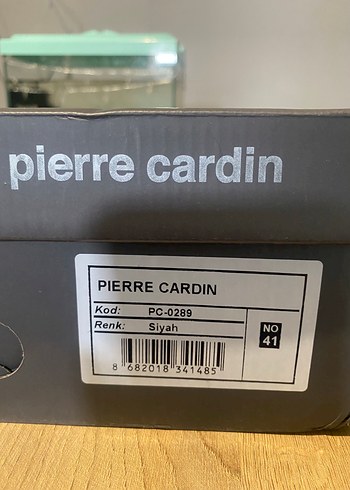 pierre cardin
PIERRE CARDIN
Kod: PC-0289
Renk: Siyah
NO
41
8 682018 341485